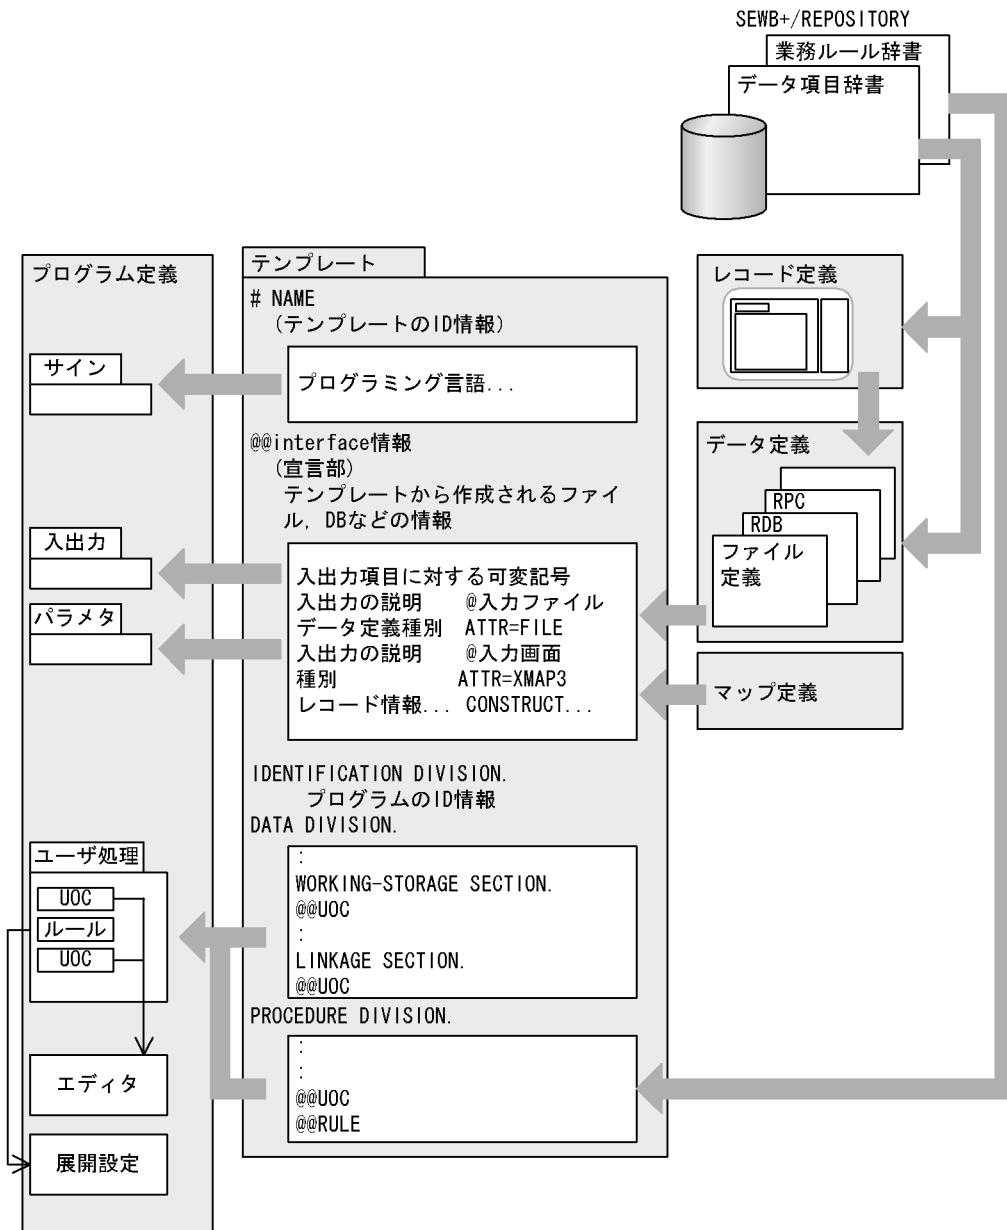 SEWB+/REPOSITORY
業務ルール辞書
データ項目辞書
プログラム定義
サイン
入出力
パラメタ
ユーザ処理
UOC
ルール
UOC
エディタ
展開設定
テンプレート
# NAME
(テンプレートのID情報)
プログラミング言語...
@@interface情報
(宣言部)
テンプレートから作成されるファイ
ル, DBなどの情報
入出力項目に対する可変記号
入出力の説明 @入力ファイル
データ定義種別 ATTR=FILE
入出力の説明 @入力画面
種別 ATTR=XMAP3
レコード情報... CONSTRUCT...
IDENTIFICATION DIVISION.
プログラムのID情報
DATA DIVISION.
:
WORKING-STORAGE SECTION.
@@UOC
:
LINKAGE SECTION.
@@UOC
PROCEDURE DIVISION.
:
:
@@UOC
@@RULE
レコード定義
データ定義
RPC
RDB
ファイル
定義
マップ定義